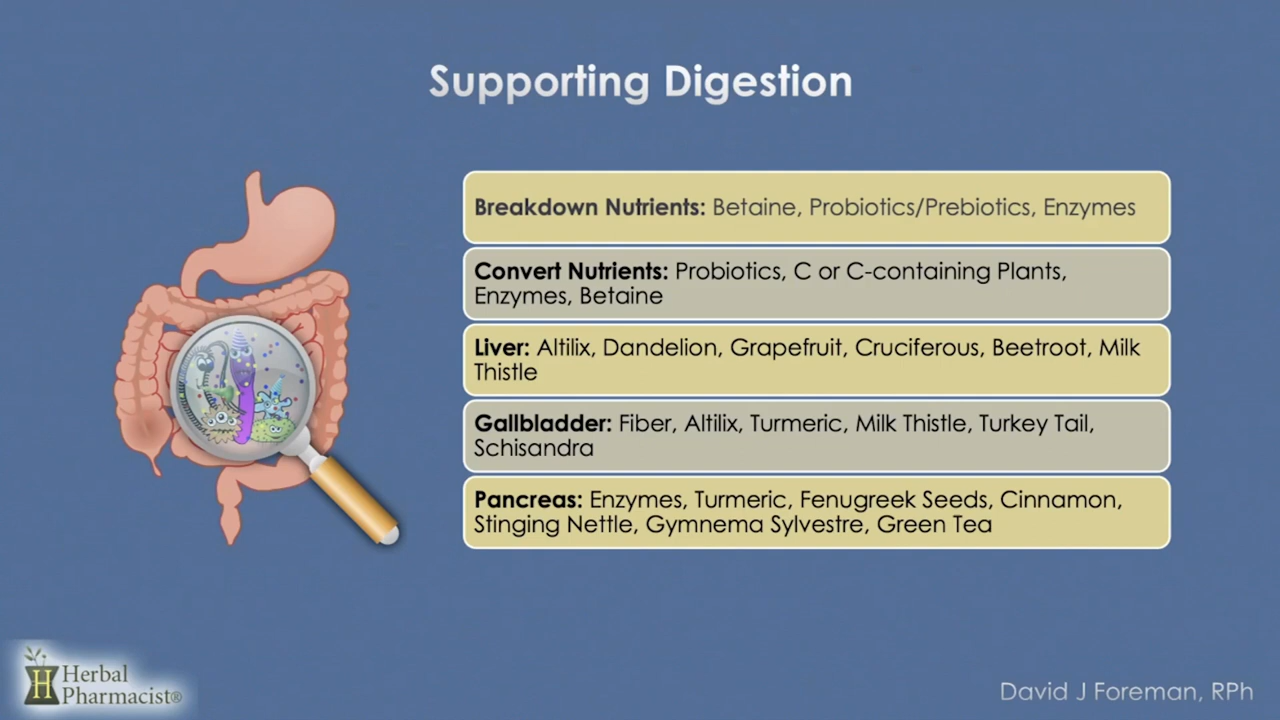 Supporting Digestion
Breakdown Nutrients: Betaine, Probiotics/Prebiotics, Enzymes
Convert Nutrients: Probiotics, C or C-containing Plants,
Enzymes, Betaine
Liver: Altilix, Dandelion, Grapefruit, Cruciferous, Beetroot, Milk
Thistle
Gallbladder: Fiber, Altilix, Turmeric, Milk Thistle, Turkey Tail,
Schisandra
Pancreas: Enzymes, Turmeric, Fenugreek Seeds, Cinnamon,
Stinging Nettle, Gymnema Sylvestre, Green Tea
H
Herbal
Pharmacist®
David J Foreman, RPh